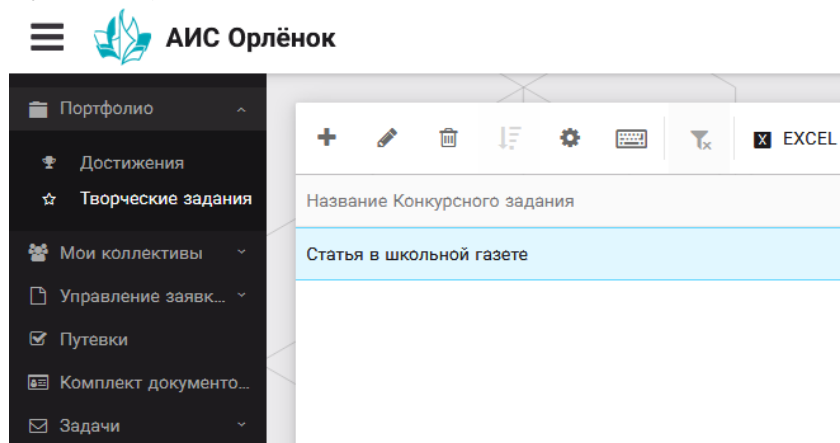 АИС Орлёнок
Портфолио
Достижения
Творческие задания
Мои коллективы
Управление заявк...
Путевки
Комплект документо...
Задачи
X EXCEL
Название Конкурсного задания
Статья в школьной газете